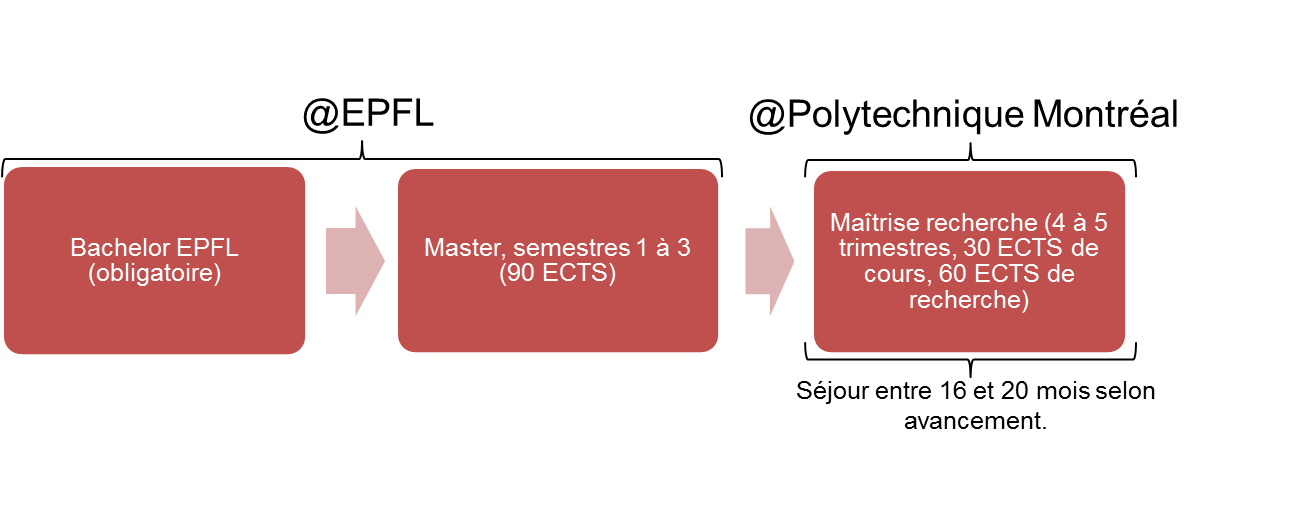 @EPFL
@Polytechnique Montréal
Bachelor EPFL
(obligatoire)
Master, semestres 1 à 3
(90 ECTS)
Maîtrise recherche (4 à 5
trimestres, 30 ECTS de
cours, 60 ECTS de
recherche)
Séjour entre 16 et 20 mois selon
avancement.